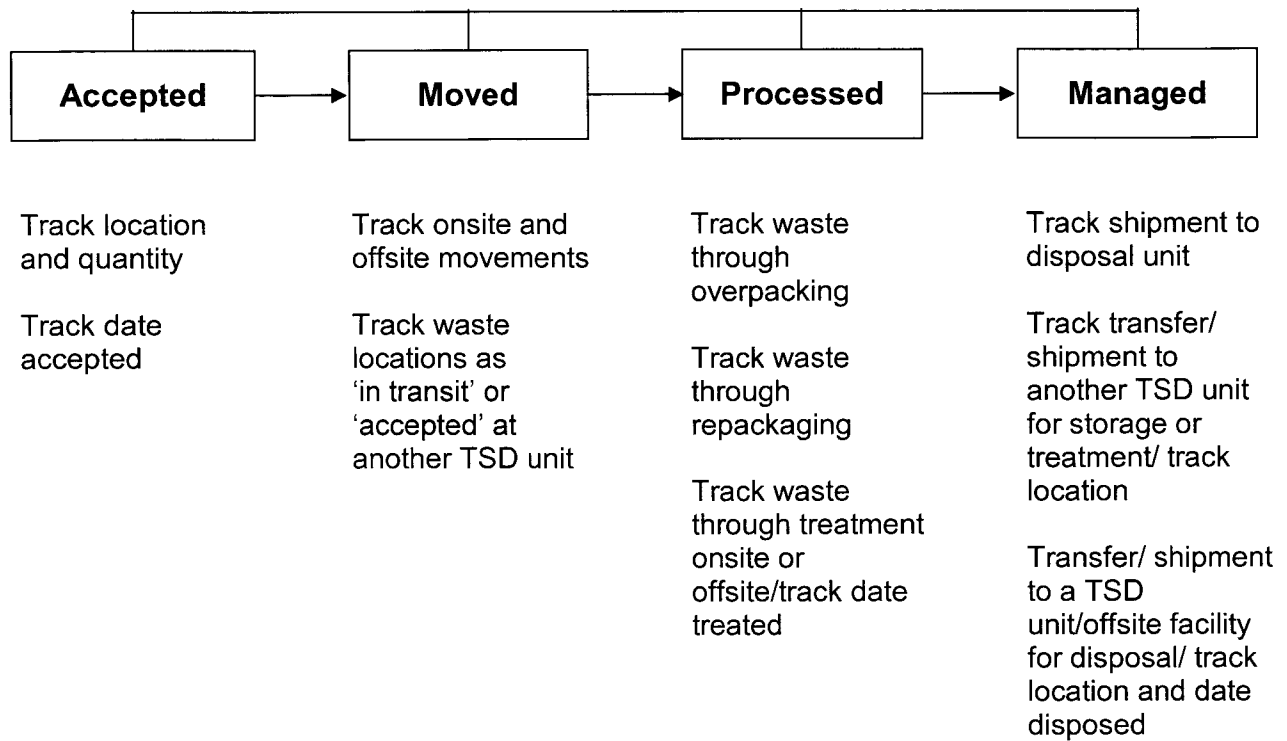 Accepted
Moved
Processed
Managed
Track location
and quantity
Track date
accepted
Track onsite and
offsite movements
Track waste
locations as
‘in transit’ or
‘accepted’ at
another TSD unit
Track waste
through
overpacking
Track waste
through
repackaging
Track waste
through treatment
onsite or
offsite/track date
treated
Track shipment to
disposal unit
Track transfer/
shipment to
another TSD unit
for storage or
treatment/ track
location
Transfer/ shipment
to a TSD
unit/offsite facility
for disposal/ track
location and date
disposed